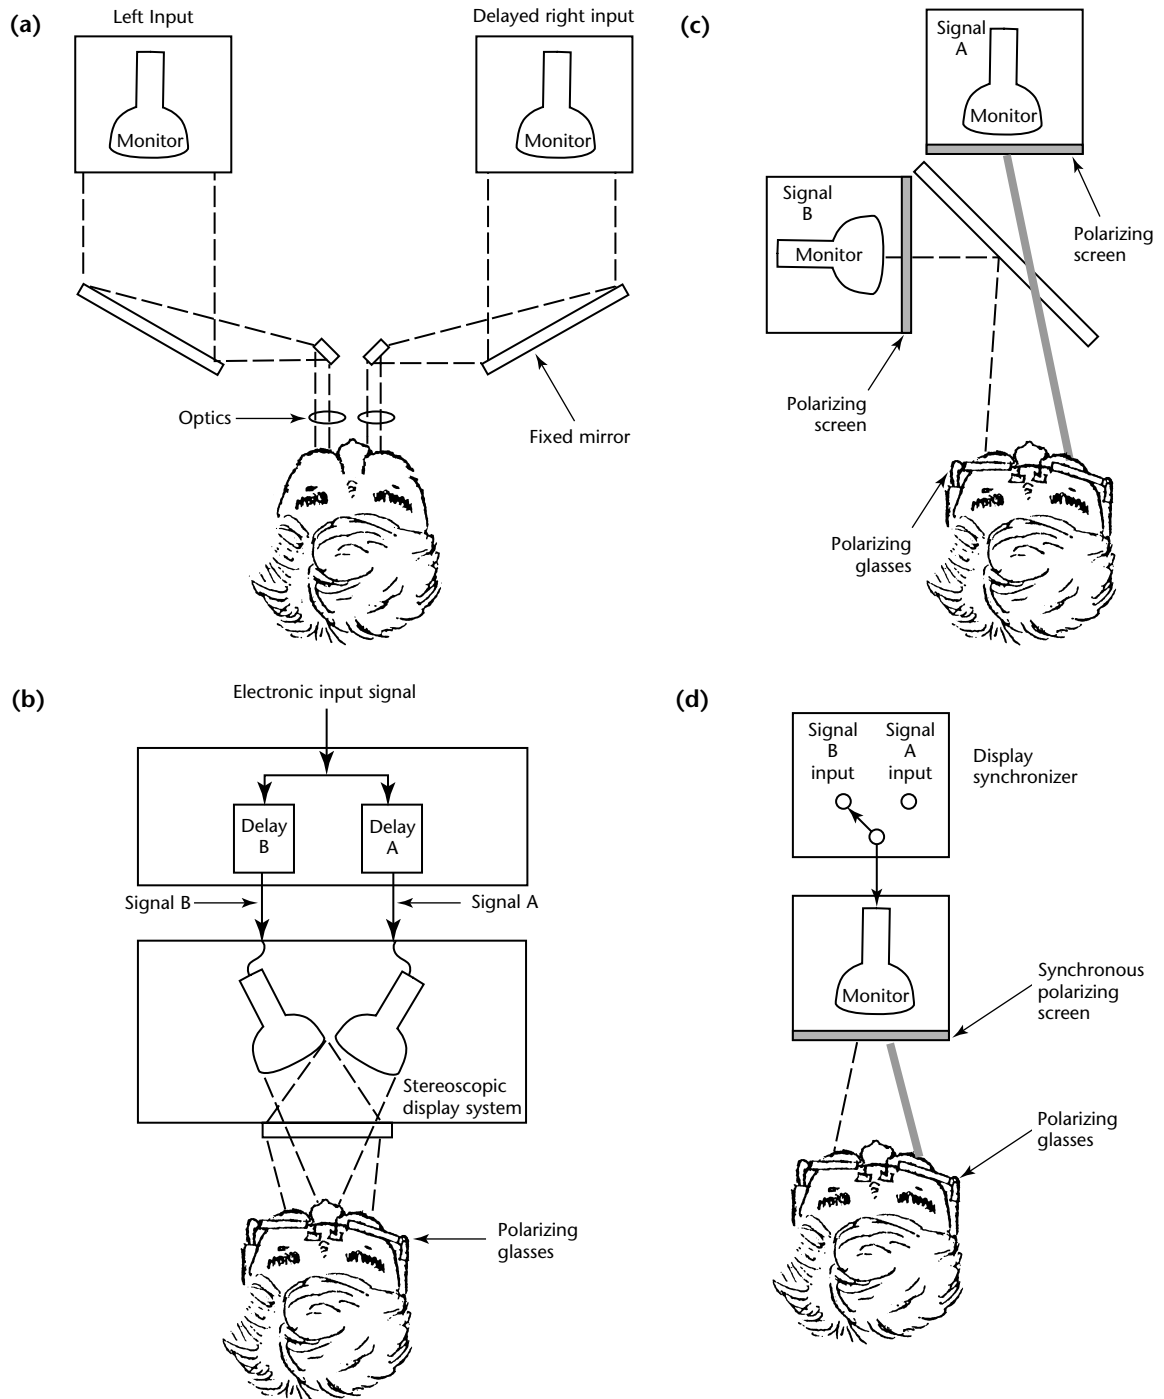 (a)
Left Input
Delayed right input
Monitor
Monitor
Optics
Fixed mirror
(c)
Signal
A
Monitor
Signal
B
Monitor
Polarizing
screen
Polarizing
screen
Polarizing
glasses
(b)
Electronic input signal
Delay
B
Delay
A
Signal B
Signal A
Stereoscopic
display system
Polarizing
glasses
(d)
Signal
B
input
Signal
A
input
Display
synchronizer
Monitor
Synchronous
polarizing
screen
Polarizing
glasses